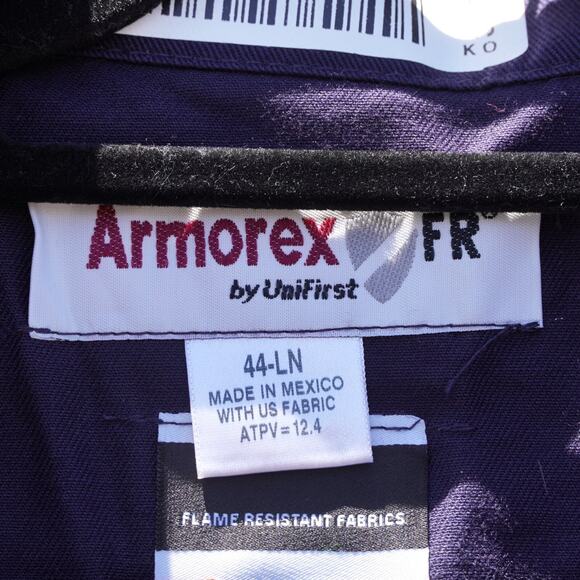 KO
Armorex FR
by UniFirst
44-LN
MADE IN MEXICO
WITH US FABRIC
ATPV=12.4
FLAME RESISTANT FABRICS